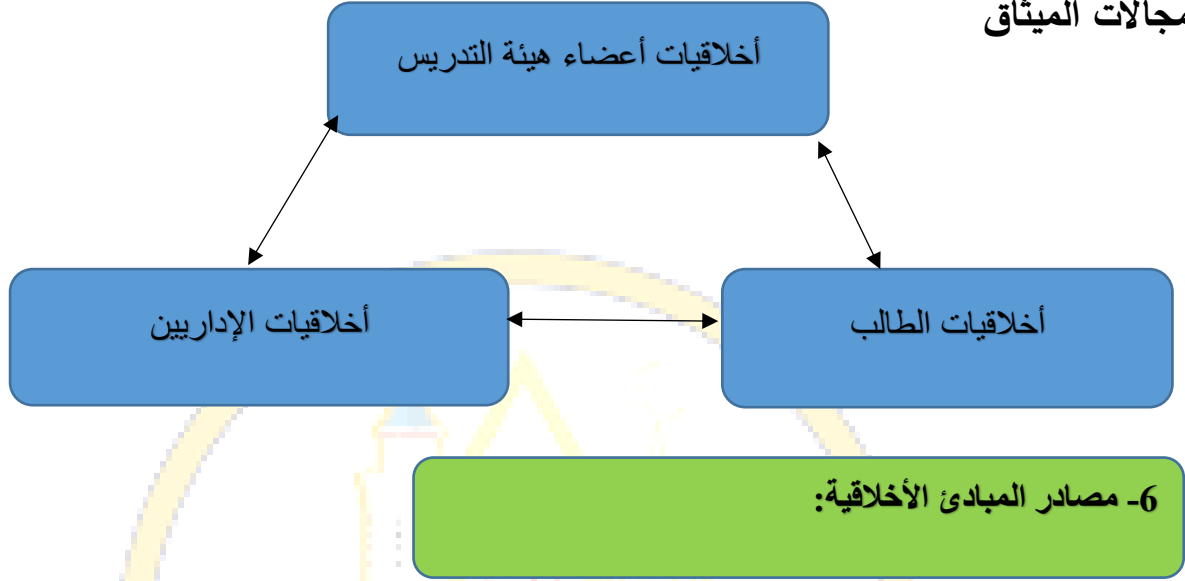 مجالات الميثاق
أخلاقيات أعضاء هيئة التدريس
أخلاقيات الطالب
أخلاقيات الإداريين
6- مصادر المبادئ الأخلاقية: